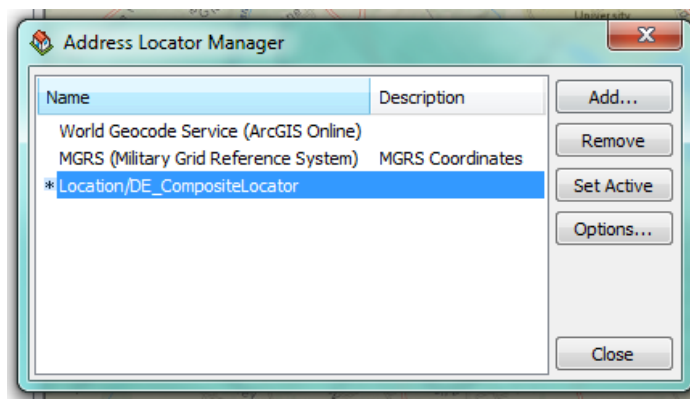 University
Address Locator Manager
Name Description
World Geocode Service (ArcGIS Online)
MGRS (Military Grid Reference System) MGRS Coordinates
* Location/DE_CompositeLocator
Add...
Remove
Set Active
Options...
Close